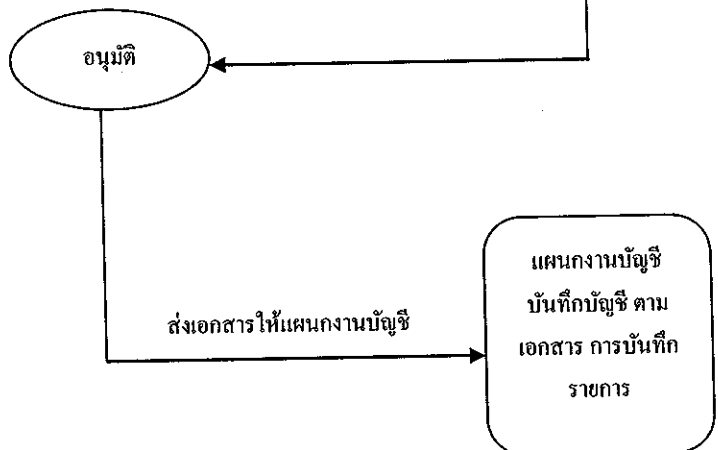 อนุมัติ
แผนกงานบัญชี
บันทึกบัญชี ตาม
เอกสาร การบันทึก
รายการ
ส่งเอกสารให้แผนกงานบัญชี